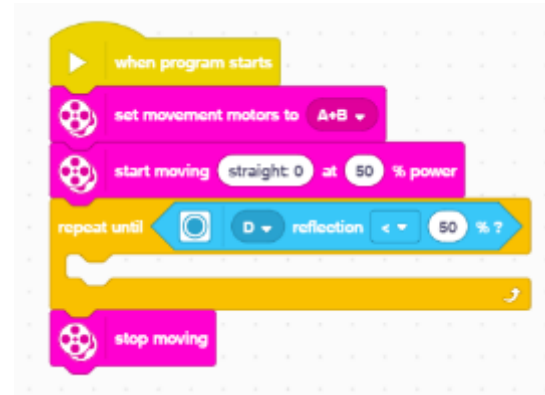 when program starts
set movement motors to A+B
start moving straight: 0 at 50 % power
repeat until D reflection < 50 % ?
stop moving